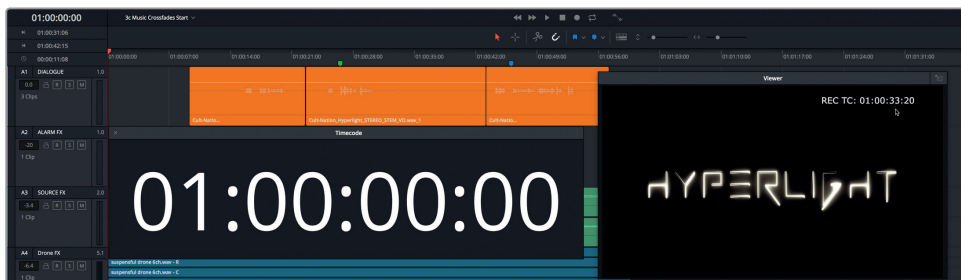 01:00:00:00
3c Music Crossfades Start
01:00:31:06
01:00:42:15
00:00:11:08
01:00:00:00 01:00:07:00 01:00:14:00 01:00:21:00 01:00:28:00 01:00:35:00 01:00:42:00 01:00:49:00 01:00:56:00 01:01:03:00 01:01:10:00 01:01:17:00 01:01:24:00 01:01:31:00
A1 DIALOGUE 1.0
0.0 R S M
3 Clips
Cult-Natio...
Cult-Nation_Hyperlight_STEREO_STEM_VO.wav_1
Cult-Natio...
Viewer
REC TC: 01:00:33:20
HYPERLIGHT
A2 ALARM FX 1.0
-20 R S M
1 Clip
Timecode
01:00:00:00
A3 SOURCE FX 2.0
-3.4 R S M
1 Clip
A4 Drone FX 5.1
-6.4 R S M
1 Clip
suspensful drone 6ch.wav - R
suspensful drone 6ch.wav - C